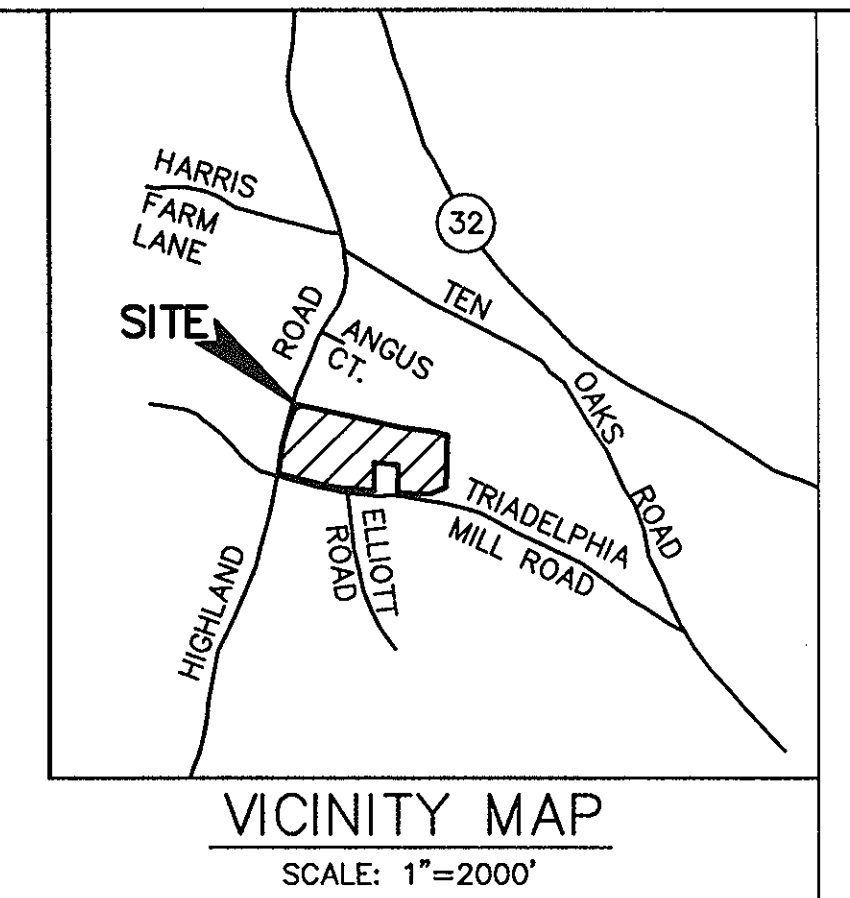 HARRIS
FARM
LANE
32
TEN
OAKS
ROAD
SITE
ROAD
ANGUS
CT.
TRIADELPHIA
MILL ROAD
ELLIOTT
ROAD
HIGHLAND
VICINITY MAP
SCALE: 1"=2000'